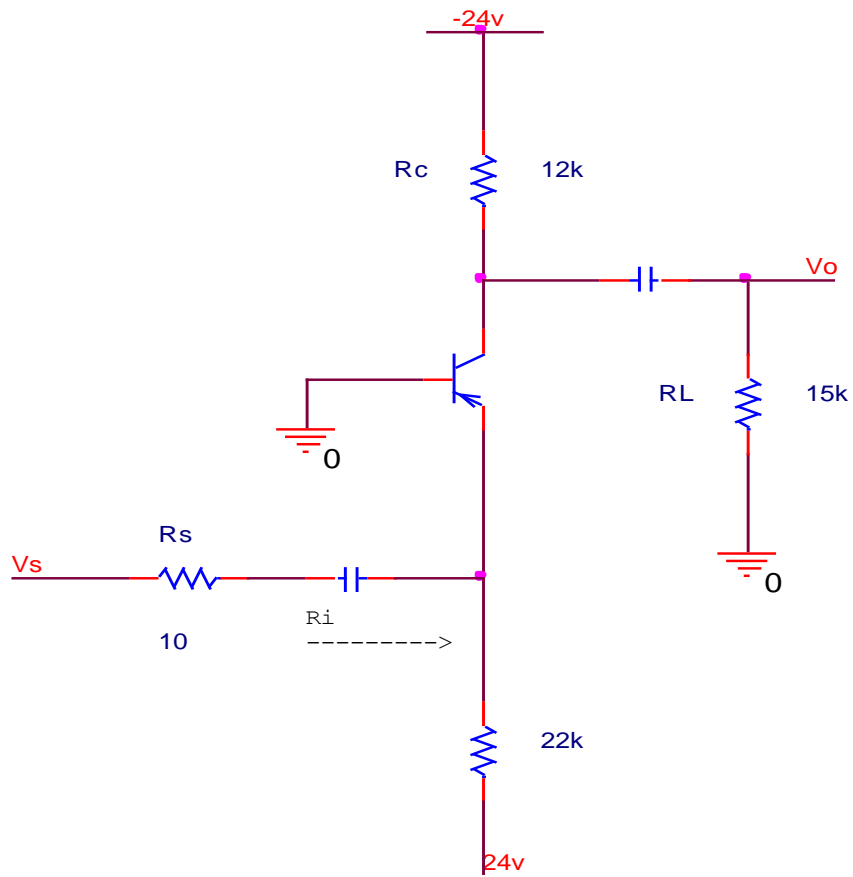 -24v
Rc 12k
Vo
RL 15k
0
Rs
Vs
0
Ri
10 --------->
22k
24v